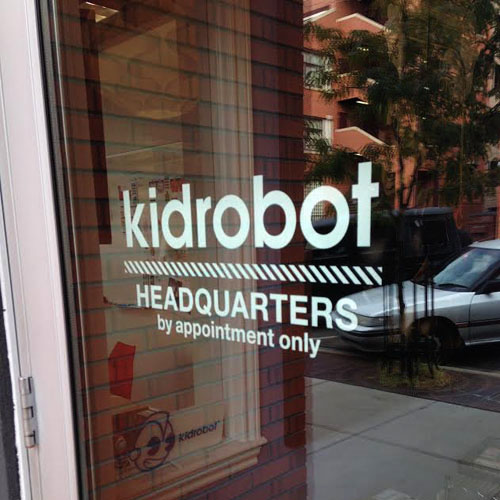 kidrobot
HEADQUARTERS
by appointment only
kidrobot